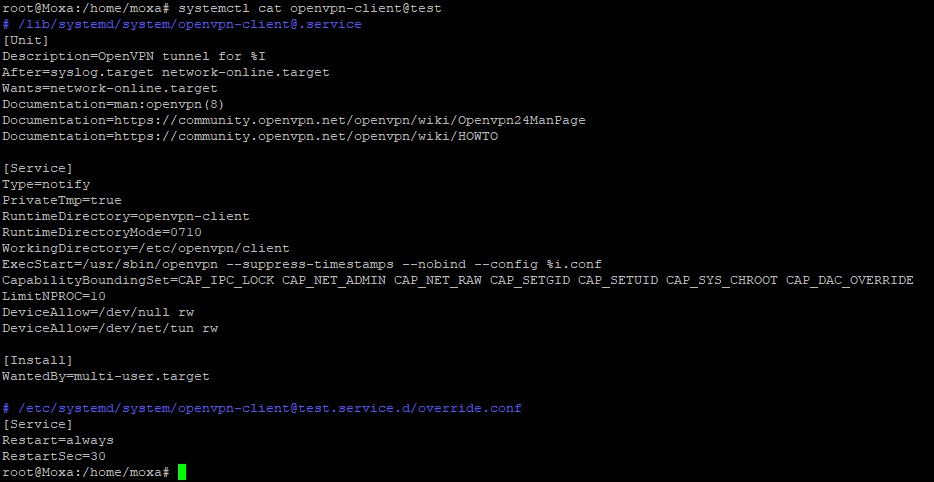 root@Moxa:/home/moxa# systemctl cat openvpn-client@test
# /lib/systemd/system/openvpn-client@.service
[Unit]
Description=OpenVPN tunnel for %I
After=syslog.target network-online.target
Wants=network-online.target
Documentation=man:openvpn(8)
Documentation=https://community.openvpn.net/openvpn/wiki/Openvpn24ManPage
Documentation=https://community.openvpn.net/openvpn/wiki/HOWTO
[Service]
Type=notify
PrivateTmp=true
RuntimeDirectory=openvpn-client
RuntimeDirectoryMode=0710
WorkingDirectory=/etc/openvpn/client
ExecStart=/usr/sbin/openvpn --suppress-timestamps --nobind --config %i.conf
CapabilityBoundingSet=CAP_IPC_LOCK CAP_NET_ADMIN CAP_NET_RAW CAP_SETGID CAP_SETUID CAP_SYS_CHROOT CAP_DAC_OVERRIDE
LimitNPROC=10
DeviceAllow=/dev/null rw
DeviceAllow=/dev/net/tun rw
[Install]
WantedBy=multi-user.target
# /etc/systemd/system/openvpn-client@test.service.d/override.conf
[Service]
Restart=always
RestartSec=30
root@Moxa:/home/moxa#